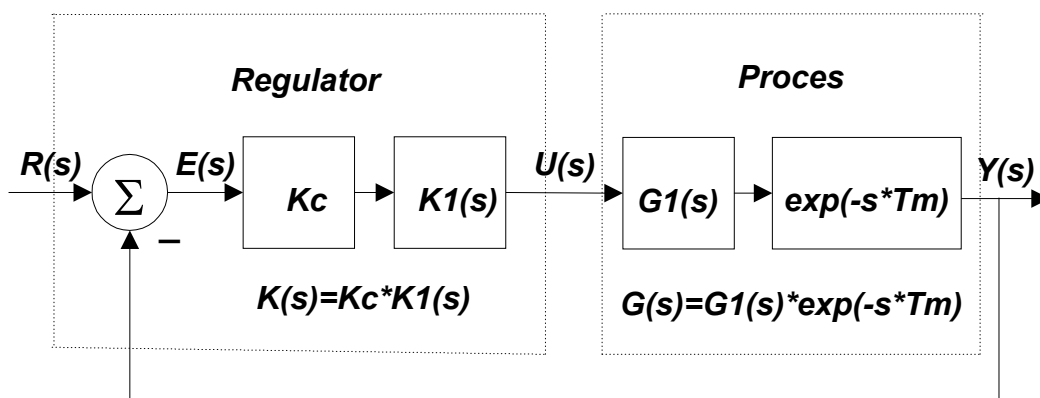 Regulator
Proces
R(s)
Σ
−
E(s)
Kc
K1(s)
U(s)
G1(s)
exp(-s*Tm)
Y(s)
K(s)=Kc*K1(s)
G(s)=G1(s)*exp(-s*Tm)